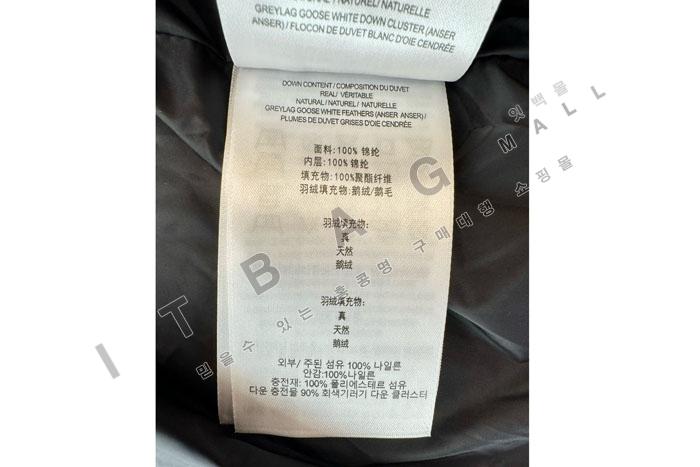 NATURAL / NATUREL/ NATURELLE
GREYLAG GOOSE WHITE DOWN CLUSTER (ANSER
ANSER) / FLOCON DE DUVET BLANC D'OIE CENDRÉE
DOWN CONTENT / COMPOSITION DU DUVET
REAL/ VÉRITABLE
NATURAL / NATUREL/ NATURELLE
GREYLAG GOOSE WHITE FEATHERS (ANSER ANSER) /
PLUMES DE DUVET GRISES D'OIE CENDRÉE
面料:100% 锦纶
内层:100% 锦纶
填充物:100%聚酯纤维
羽绒填充物:鹅绒/鹅毛
羽绒填充物:
真
天然
鹅绒
羽绒填充物:
真
天然
鹅绒
외부/ 주된 섬유 100% 나일론
안감:100%나일론
충전재: 100% 폴리에스테르 섬유
다운 충전물 90% 회색기러기 다운 클러스터
ITBAG MALL
잇백몰
믿을수 있는 홍콩명 구매대행 쇼핑몰